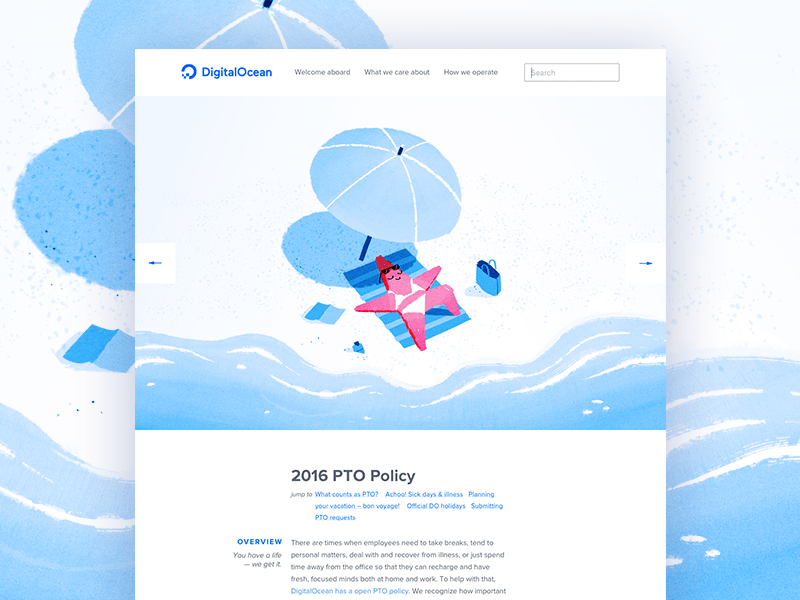 DigitalOcean
Welcome aboard
What we care about
How we operate
Search
2016 PTO Policy
jump to What counts as PTO? Achoo! Sick days & illness Planning
your vacation – bon voyage! Official DO holidays Submitting
PTO requests
OVERVIEW
You have a life
— we get it.
There are times when employees need to take breaks, tend to
personal matters, deal with and recover from illness, or just spend
time away from the office so that they can recharge and have
fresh, focused minds both at home and work. To help with that,
DigitalOcean has a open PTO policy. We recognize how important